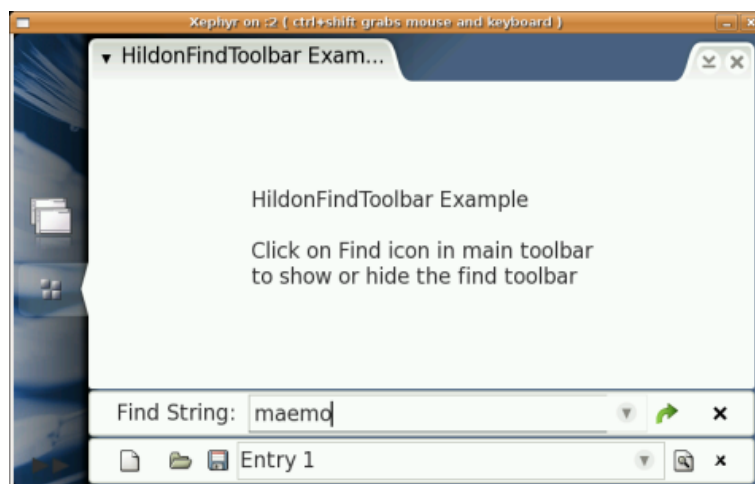 Xephyr on :2 ( ctrl+shift grabs mouse and keyboard )
HildonFindToolbar Exam...
HildonFindToolbar Example
Click on Find icon in main toolbar
to show or hide the find toolbar
Find String: maemo
Entry 1